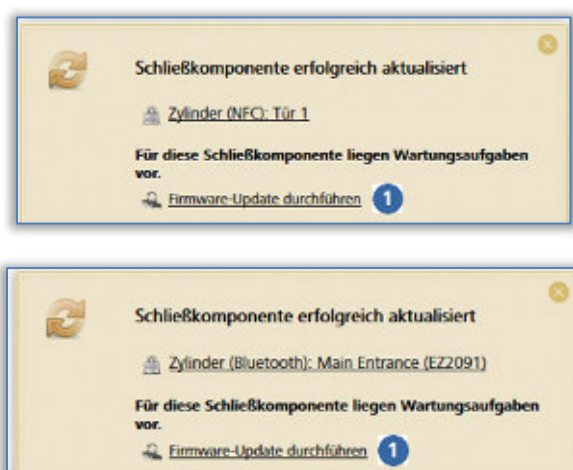 Schließkomponente erfolgreich aktualisiert
Zylinder (NFC): Tür 1
Für diese Schließkomponente liegen Wartungsaufgaben
vor.
Firmware-Update durchführen 1
Schließkomponente erfolgreich aktualisiert
Zylinder (Bluetooth): Main Entrance (EZ2091)
Für diese Schließkomponente liegen Wartungsaufgaben
vor.
Firmware-Update durchführen 1